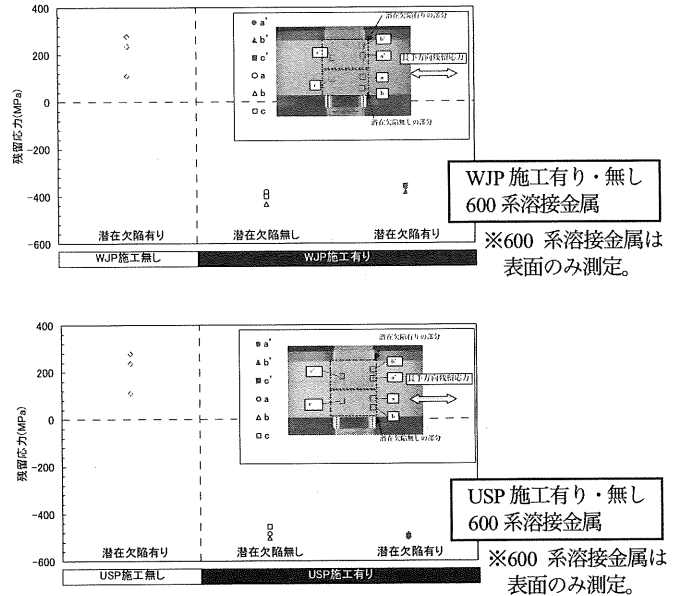 400
200
0
-200
-400
-600
残留応力(MPa)
a'
b'
c'
a
b
c
潜在欠陥有りの部分
b'
a'
長手方向残留応力
a
b
潜在欠陥無しの部分
潜在欠陥有り
潜在欠陥無し
潜在欠陥有り
WJP施工無し
WJP施工有り
WJP 施工有り・無し
600 系溶接金属
※600 系溶接金属は
表面のみ測定。
400
200
0
-200
-400
-600
残留応力(MPa)
a'
b'
c'
a
b
c
潜在欠陥有りの部分
b'
a'
長手方向残留応力
a
b
潜在欠陥無しの部分
潜在欠陥有り
潜在欠陥無し
潜在欠陥有り
USP施工無し
USP施工有り
USP 施工有り・無し
600 系溶接金属
※600 系溶接金属は
表面のみ測定。